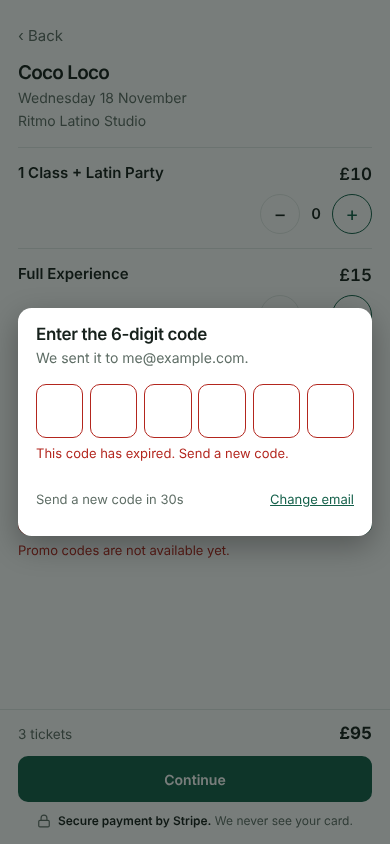 ‹ Back
Coco Loco
Wednesday 18 November
Ritmo Latino Studio
1 Class + Latin Party £10
− 0 +
Full Experience £15
Enter the 6-digit code
We sent it to me@example.com.
This code has expired. Send a new code.
Send a new code in 30s Change email
Promo codes are not available yet.
3 tickets £95
Continue
Secure payment by Stripe. We never see your card.